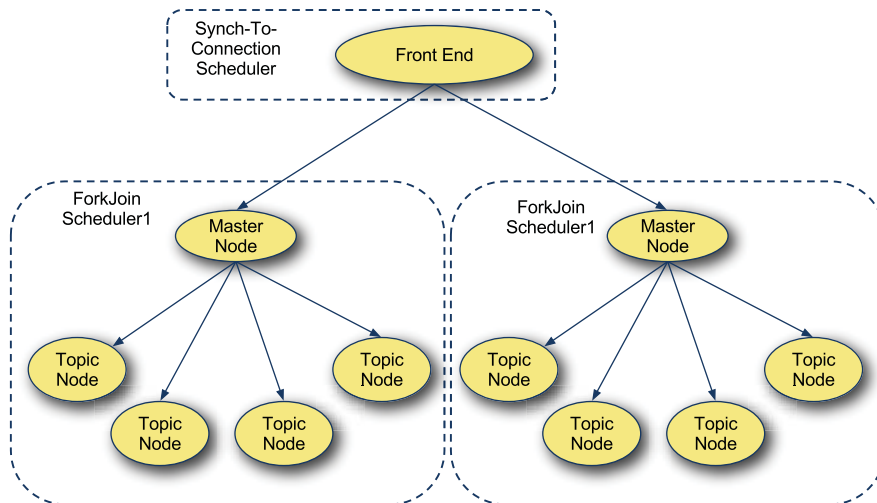 Synch-To-
Connection
Scheduler
Front End
ForkJoin
Scheduler1
Master
Node
Topic
Node
Topic
Node
Topic
Node
Topic
Node
ForkJoin
Scheduler1
Master
Node
Topic
Node
Topic
Node
Topic
Node
Topic
Node